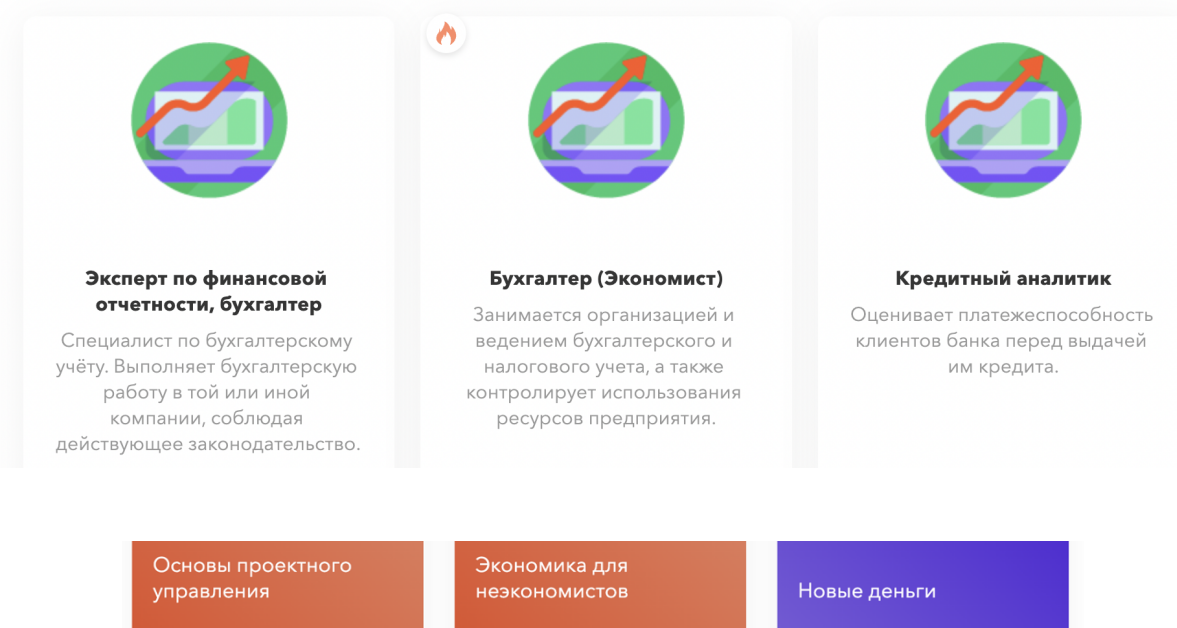 Эксперт по финансовой
отчетности, бухгалтер
Специалист по бухгалтерскому
учёту. Выполняет бухгалтерскую
работу в той или иной
компании, соблюдая
действующее законодательство.
Бухгалтер (Экономист)
Занимается организацией и
ведением бухгалтерского и
налогового учета, а также
контролирует использования
ресурсов предприятия.
Кредитный аналитик
Оценивает платежеспособность
клиентов банка перед выдачей
им кредита.
Основы проектного
управления
Экономика для
неэкономистов
Новые деньги